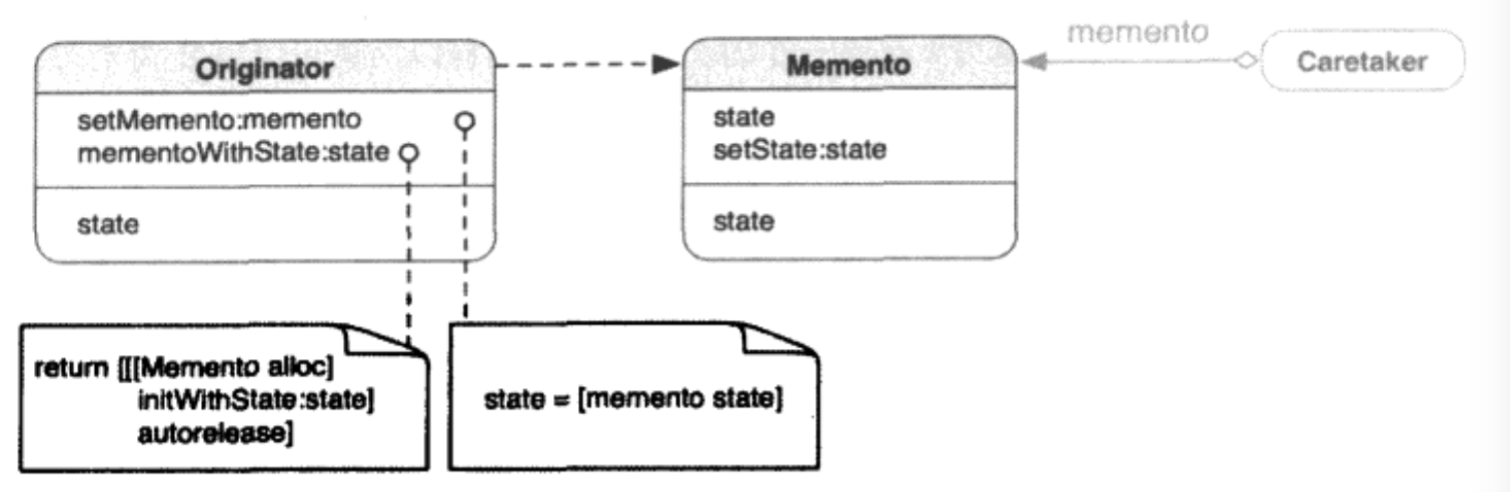 memento
Originator
Memento
Caretaker
setMemento:memento
mementoWithState:state
state
setState:state
state
state
return [[[Memento alloc]
initWithState:state]
autorelease]
state = [memento state]